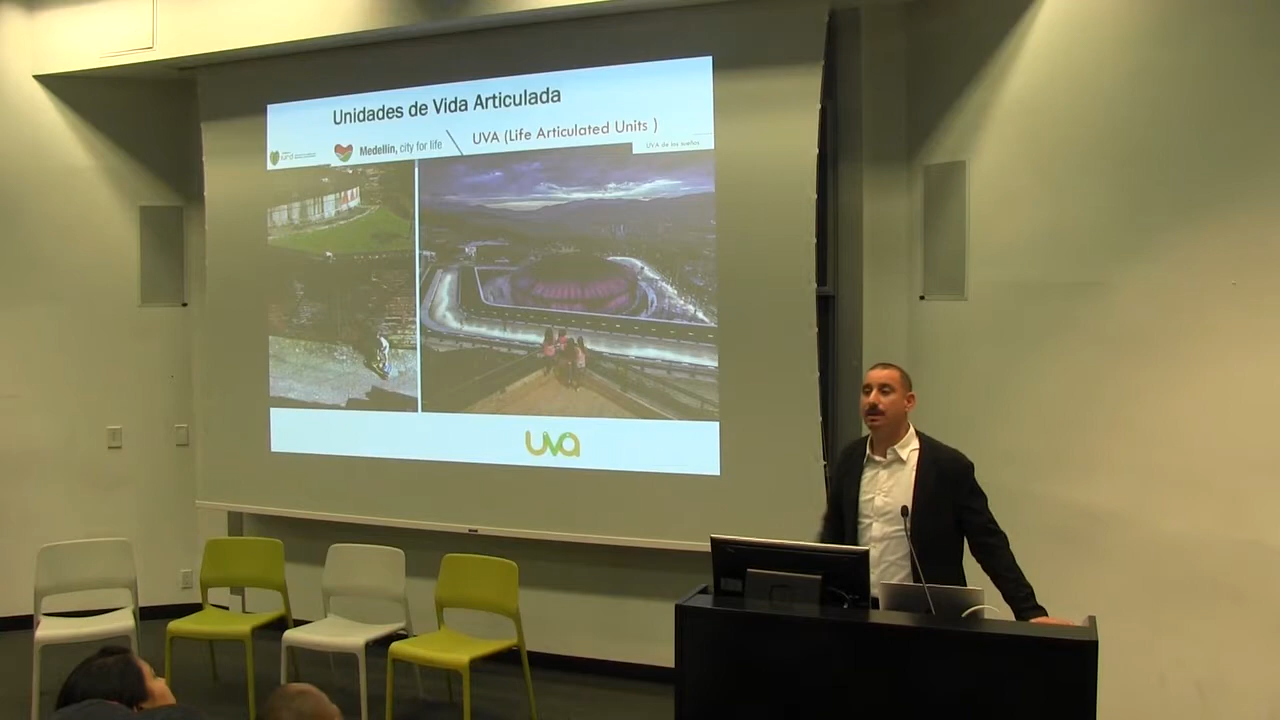 Unidades de Vida Articulada
Medellín, city for life
UVA (Life Articulated Units )
UVA de los sueños
uva